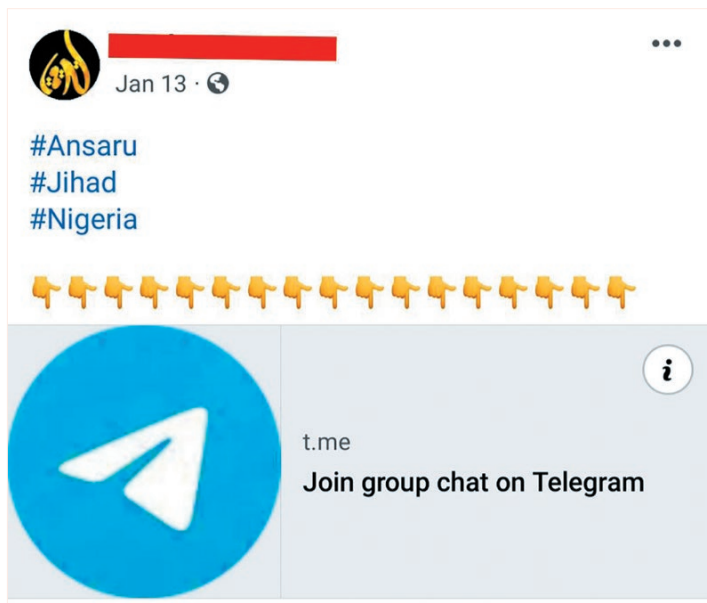 Jan 13 ·
#Ansaru
#Jihad
#Nigeria
t.me
Join group chat on Telegram